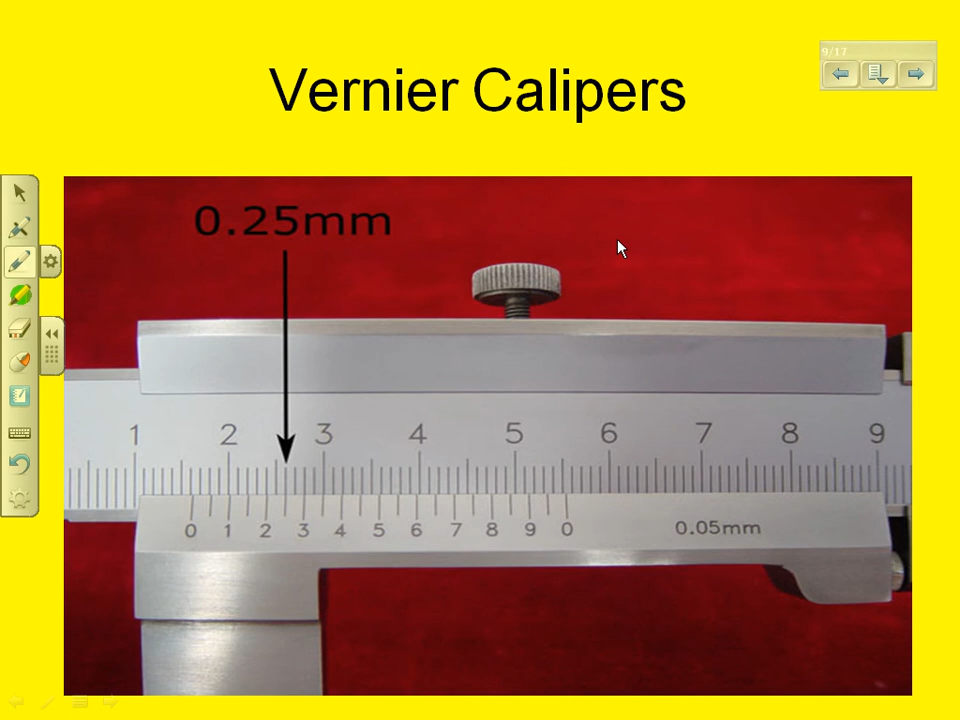 Vernier Calipers
9/17
0.25mm
1 2 3 4 5 6 7 8 9
0 1 2 3 4 5 6 7 8 9 0
0.05mm